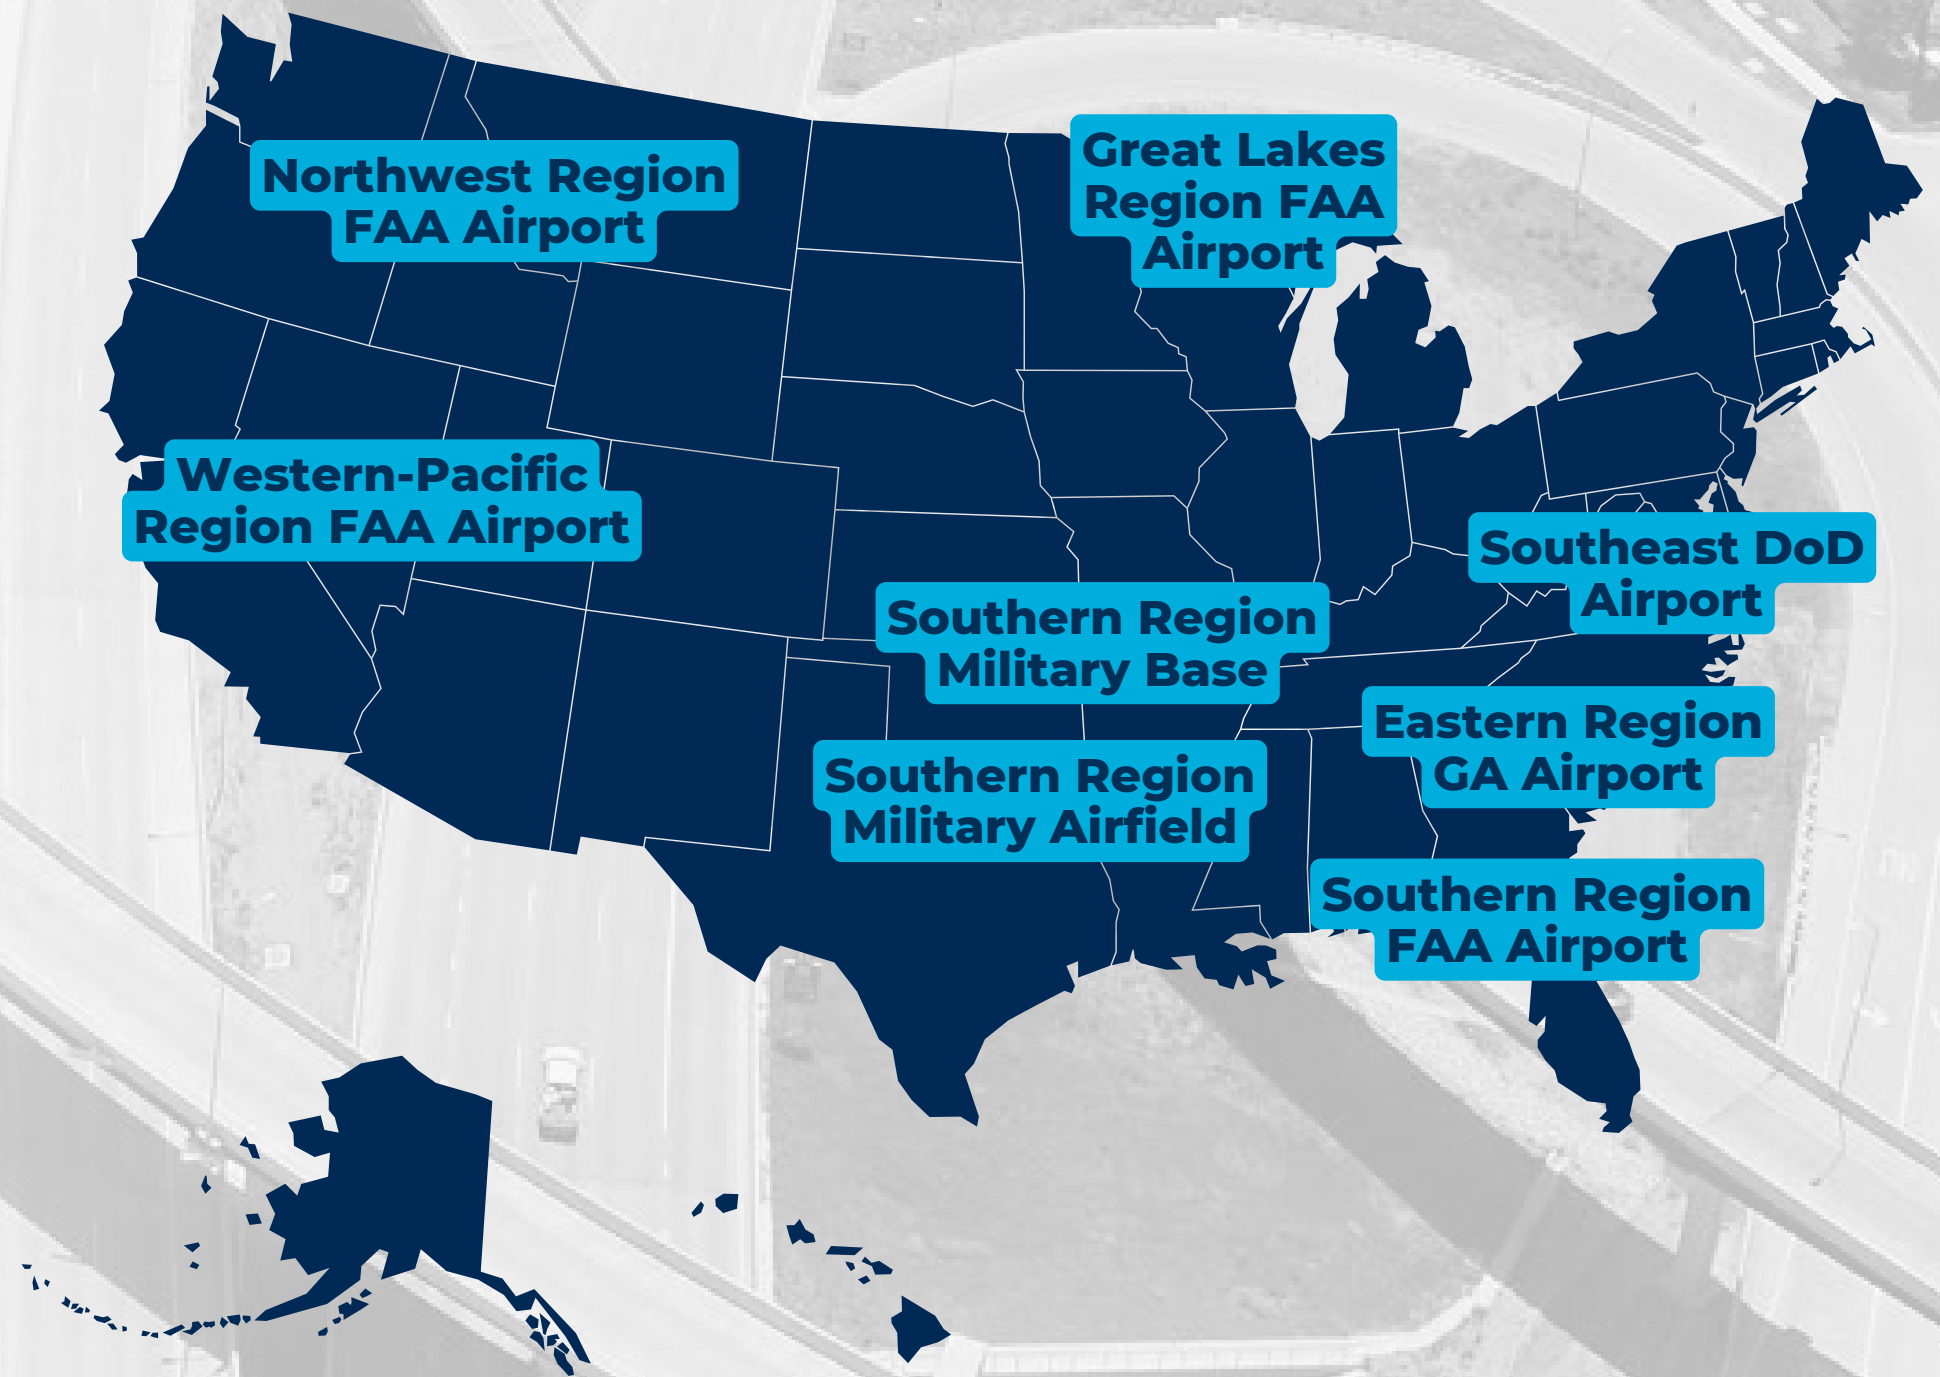 Northwest Region
FAA Airport
Great Lakes
Region FAA
Airport
Western-Pacific
Region FAA Airport
Southeast DoD
Airport
Southern Region
Military Base
Eastern Region
GA Airport
Southern Region
Military Airfield
Southern Region
FAA Airport